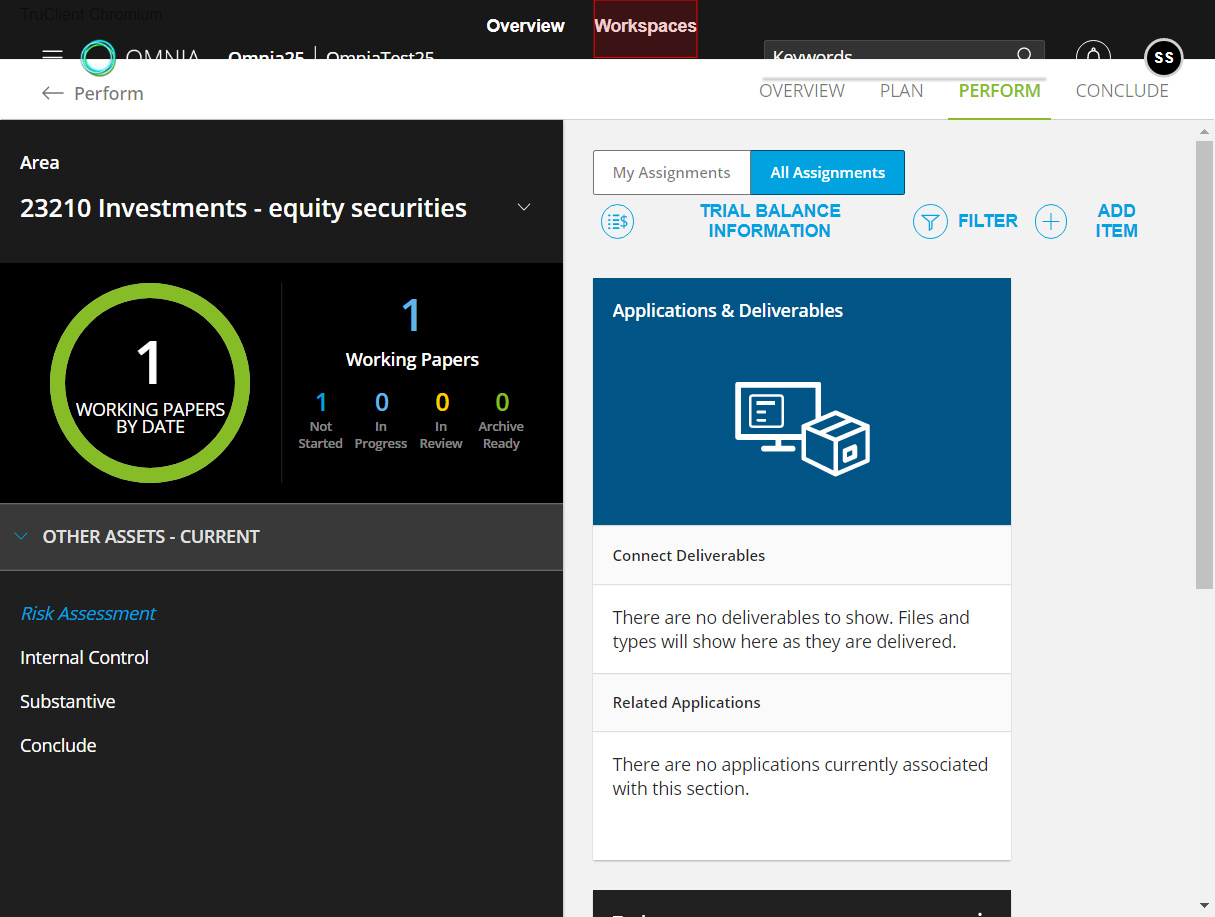 TruClient Chromium
Overview
Workspaces
OMNIA
Omnia25 | OmniaTest25
Keywords
SS
Perform
OVERVIEW
PLAN
PERFORM
CONCLUDE
Area
23210 Investments - equity securities
1
WORKING PAPERS
BY DATE
1
Working Papers
1
Not
Started
0
In
Progress
0
In
Review
0
Archive
Ready
OTHER ASSETS - CURRENT
Risk Assessment
Internal Control
Substantive
Conclude
My Assignments
All Assignments
TRIAL BALANCE
INFORMATION
FILTER
ADD
ITEM
Applications & Deliverables
Connect Deliverables
There are no deliverables to show. Files and
types will show here as they are delivered.
Related Applications
There are no applications currently associated
with this section.